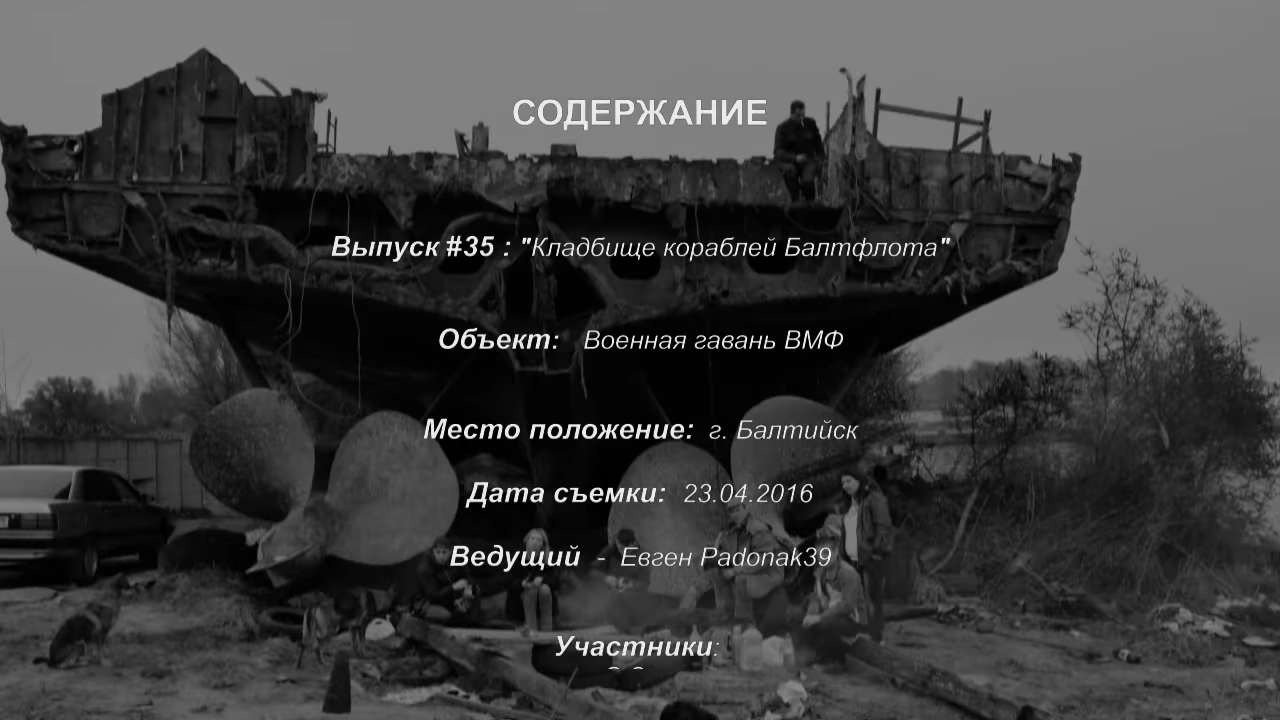 СОДЕРЖАНИЕ
Выпуск #35 : "Кладбище кораблей Балтфлота"
Объект: Военная гавань ВМФ
Место положение: г. Балтийск
Дата съемки: 23.04.2016
Ведущий - Евген Padonak39
Участники: